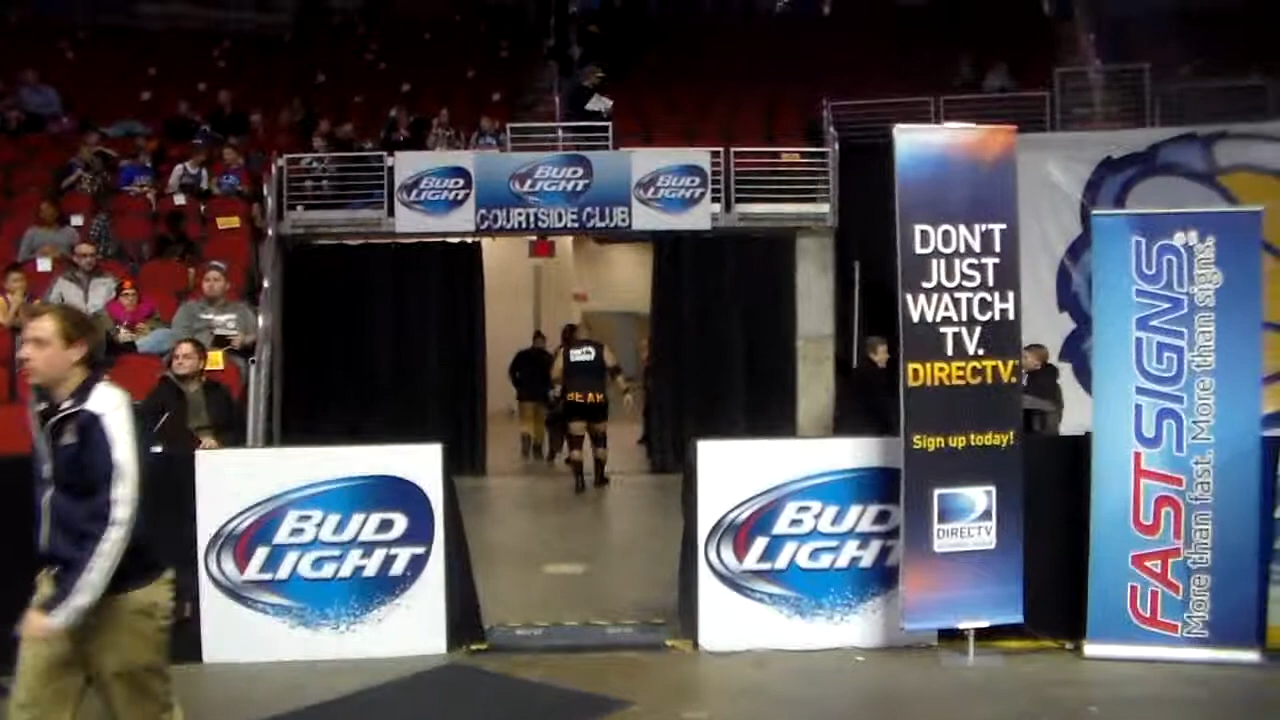 BUD
LIGHT
BUD
LIGHT
BUD
LIGHT
COURTSIDE CLUB
DON'T
JUST
WATCH
TV.
DIRECTV.
Sign up today!
DIRECTV
FASTSIGNS
More than fast. More than signs.
BEAR
BUD
LIGHT
BUD
LIGHT